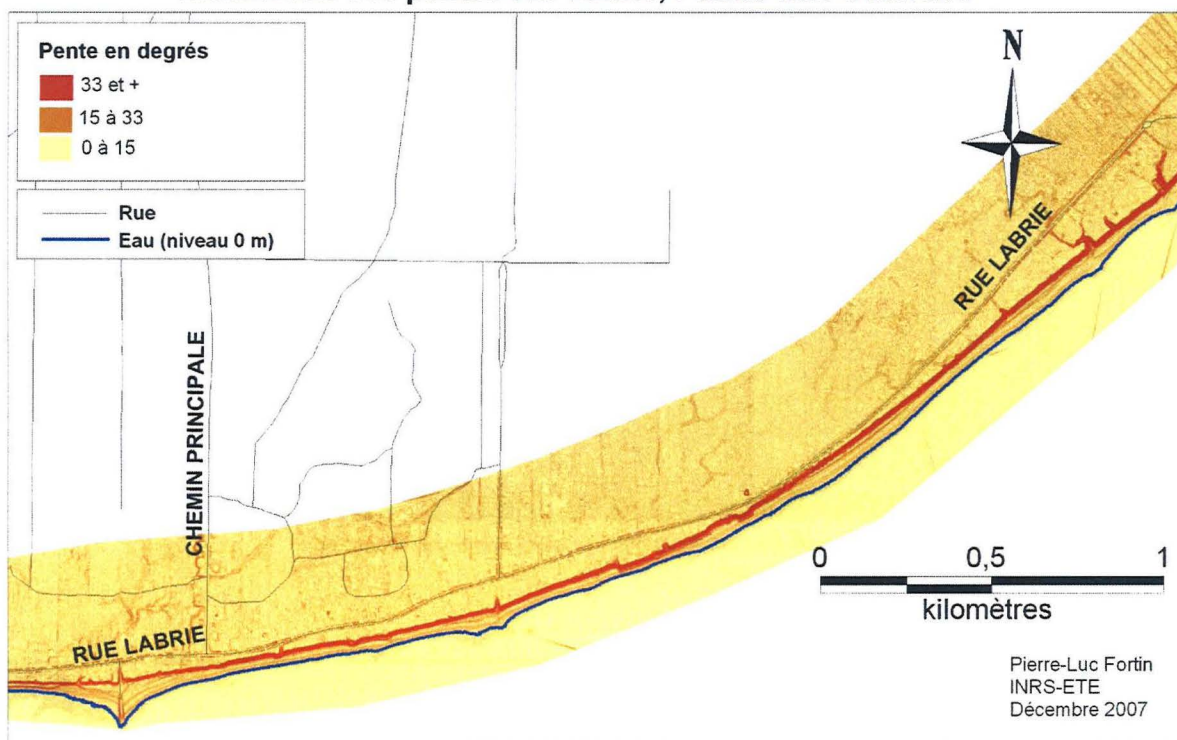 Pente en degrés
33 et +
15 à 33
0 à 15
Rue
Eau (niveau 0 m)
N
RUE LABRIE
CHEMIN PRINCIPALE
RUE LABRIE
0 0,5 1
kilomètres
Pierre-Luc Fortin
INRS-ETE
Décembre 2007